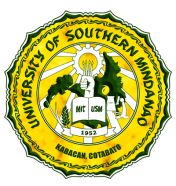 UNIVERSITY OF SOUTHERN MINDANAO
MIT USM
1952
KABACAN, COTABATO